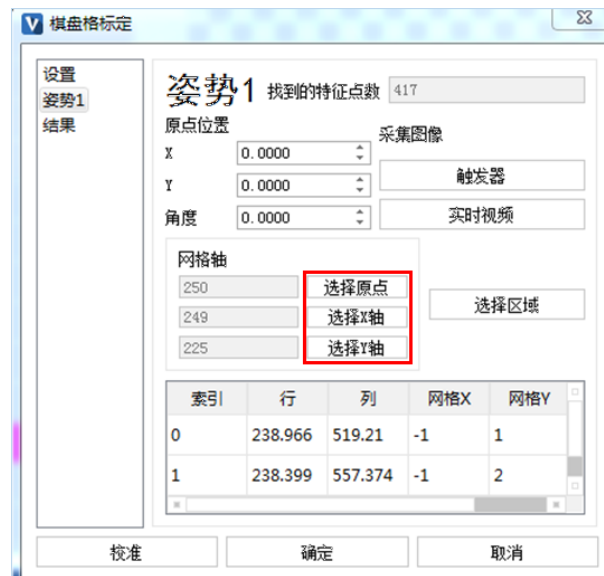 V 棋盘格标定
设置
姿势1
结果
姿势1 找到的特征点数 417
原点位置
采集图像
X 0.0000
Y 0.0000
角度 0.0000
触发器
实时视频
网格轴
250 选择原点
249 选择X轴
225 选择Y轴
选择区域
索引 行 列 网格X 网格Y
0 238.966 519.21 -1 1
1 238.399 557.374 -1 2
校准 确定 取消